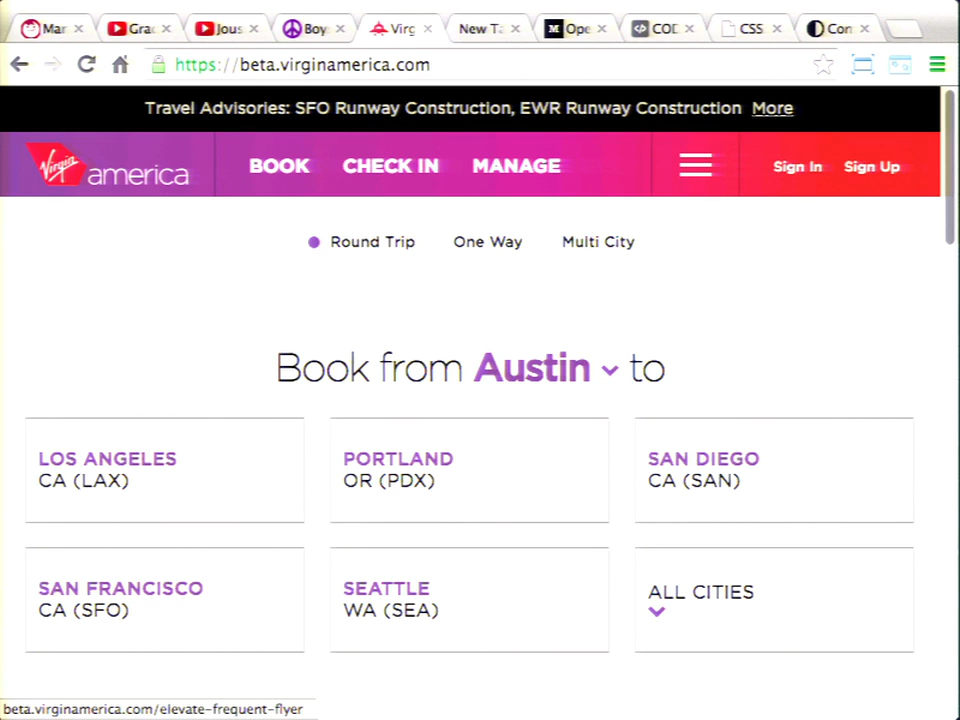 Mar
Grac
Jous
Boy
Virg
New Ta
Ope
COD
CSS
Con
https://beta.virginamerica.com
Travel Advisories: SFO Runway Construction, EWR Runway Construction More
Virgin america BOOK CHECK IN MANAGE Sign In Sign Up
Round Trip One Way Multi City
Book from Austin to
LOS ANGELES
CA (LAX)
PORTLAND
OR (PDX)
SAN DIEGO
CA (SAN)
SAN FRANCISCO
CA (SFO)
SEATTLE
WA (SEA)
ALL CITIES
beta.virginamerica.com/elevate-frequent-flyer